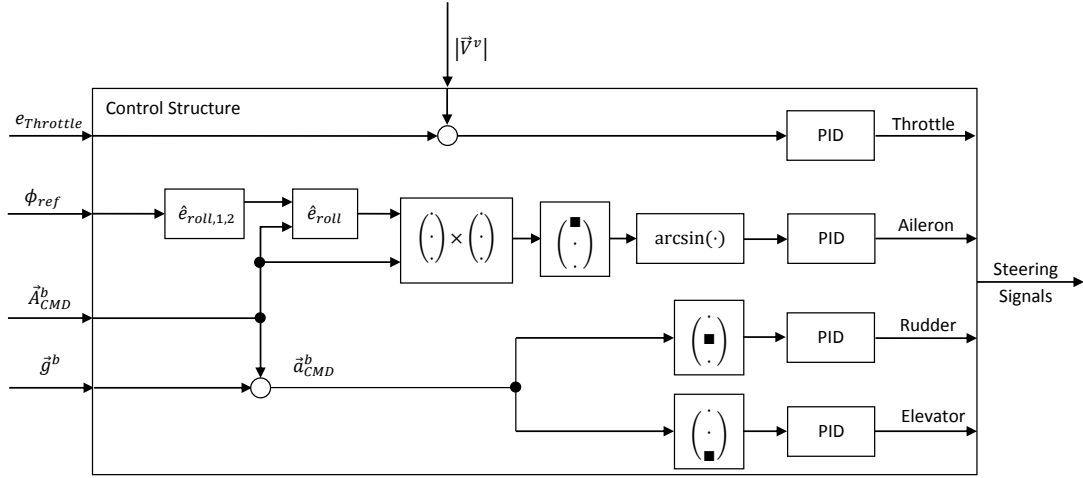 |V⃗ᵛ|
Control Structure
e_Throttle
PID
Throttle
ϕ_ref
ê_roll,1,2
ê_roll
(⋅ ⋅ ⋅) × (⋅ ⋅ ⋅)
(■ ⋅ ⋅)
arcsin(⋅)
PID
Aileron
Steering
Signals
A⃗ᵇ_CMD
(⋅ ■ ⋅)
PID
Rudder
g⃗ᵇ
a⃗ᵇ_CMD
(⋅ ⋅ ■)
PID
Elevator